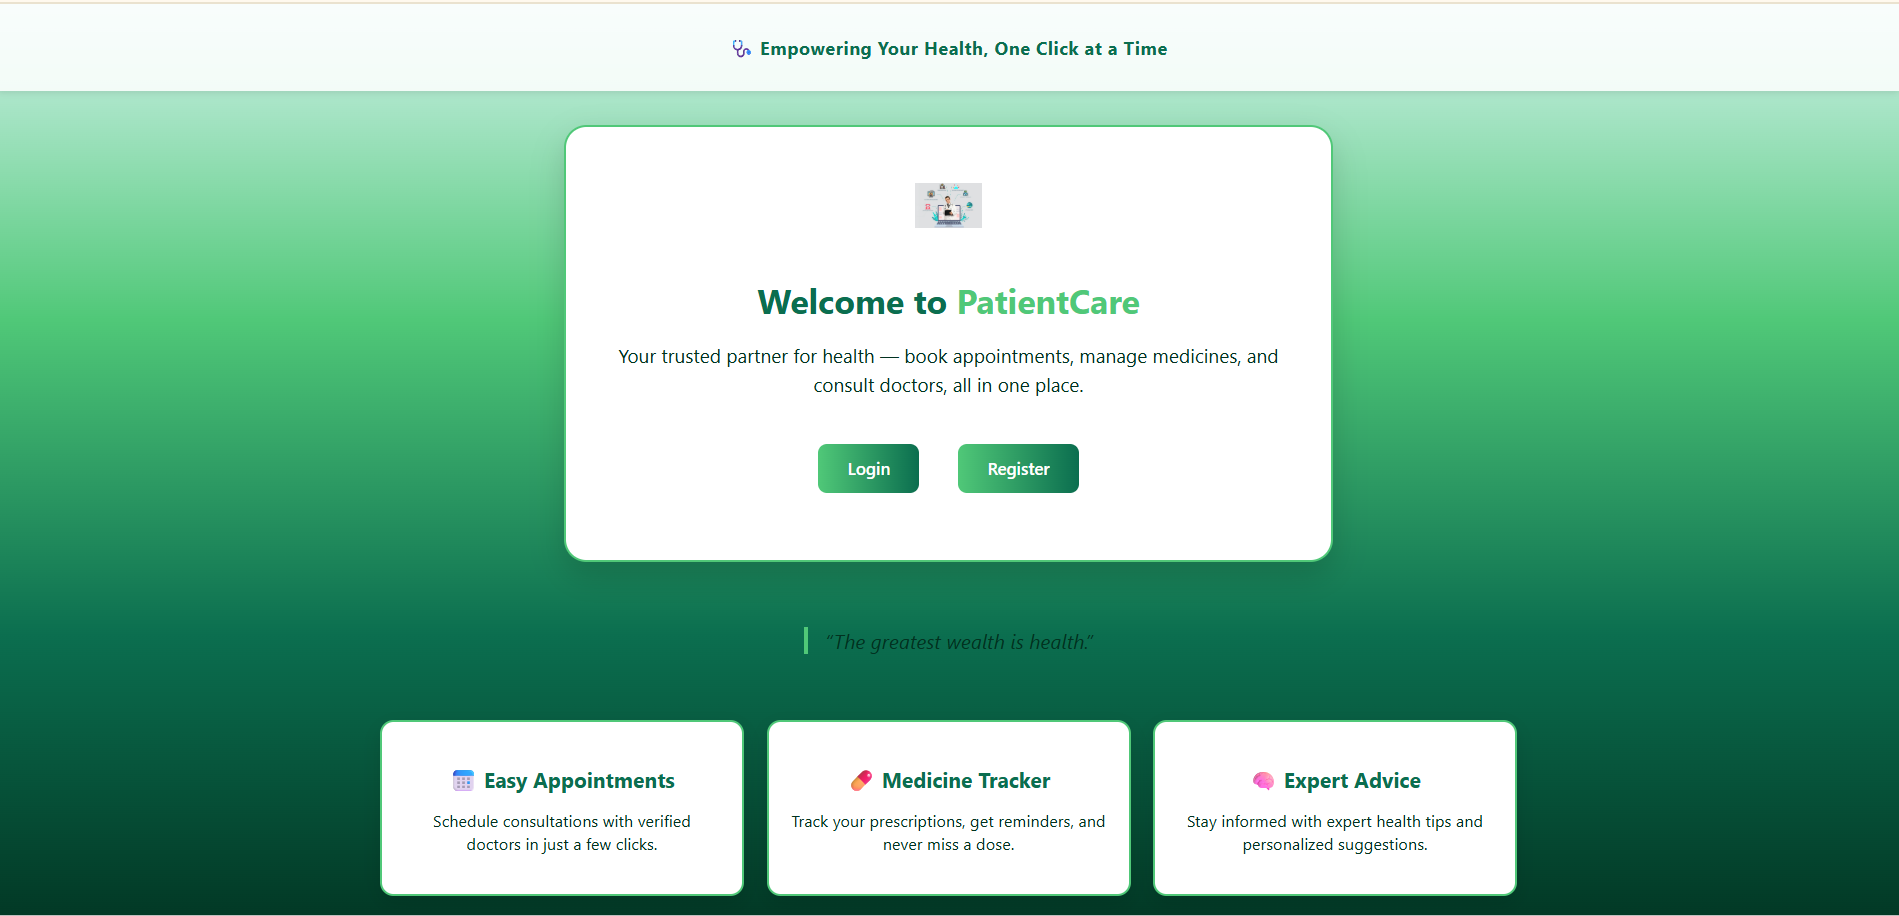 🩺 Empowering Your Health, One Click at a Time
Welcome to PatientCare
Your trusted partner for health — book appointments, manage medicines, and
consult doctors, all in one place.
Login
Register
“The greatest wealth is health.”
📅 Easy Appointments
Schedule consultations with verified
doctors in just a few clicks.
💊 Medicine Tracker
Track your prescriptions, get reminders, and
never miss a dose.
🧠 Expert Advice
Stay informed with expert health tips and
personalized suggestions.